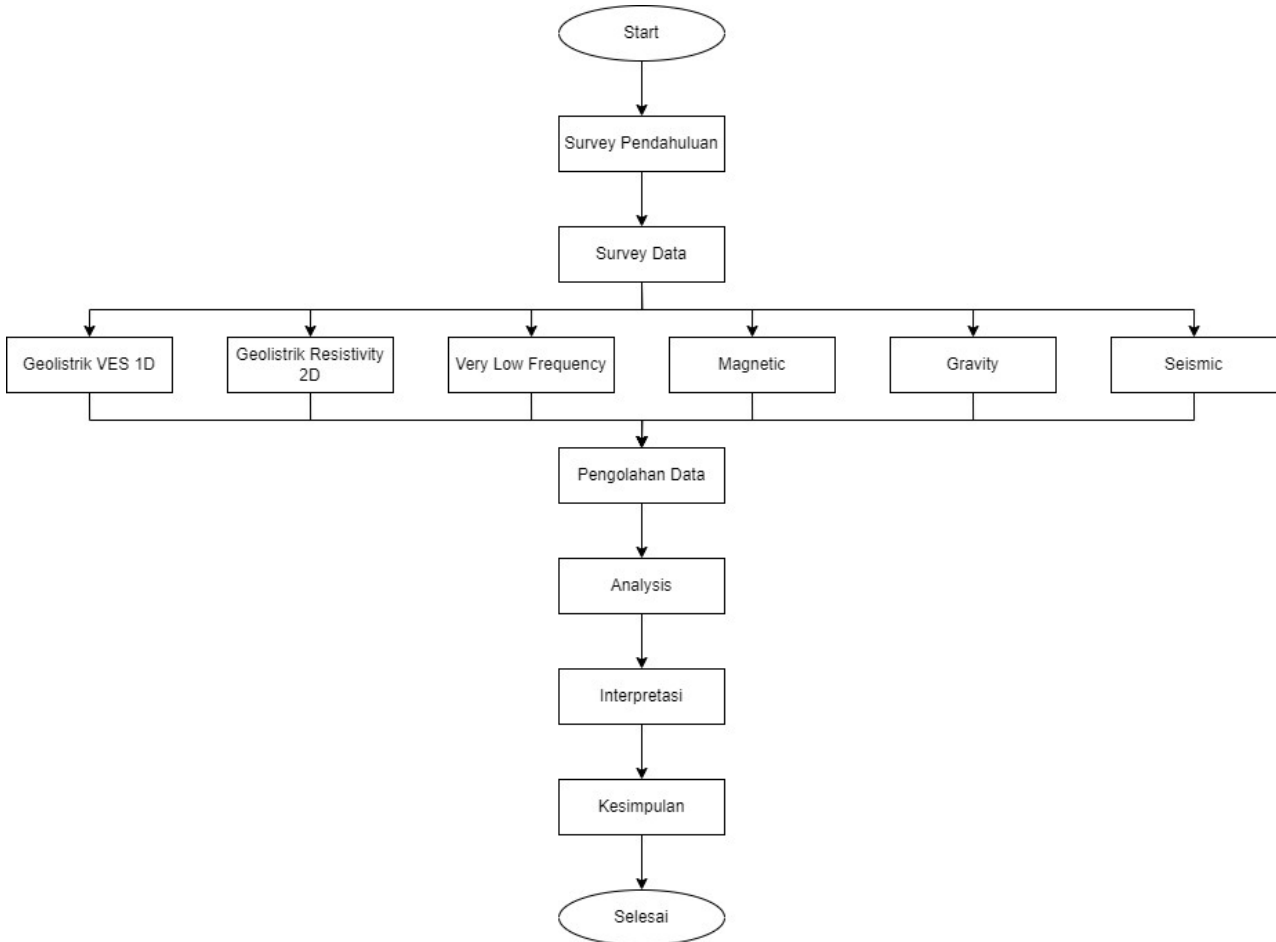 Start
Survey Pendahuluan
Survey Data
Geolistrik VES 1D
Geolistrik Resistivity
2D
Very Low Frequency
Magnetic
Gravity
Seismic
Pengolahan Data
Analysis
Interpretasi
Kesimpulan
Selesai